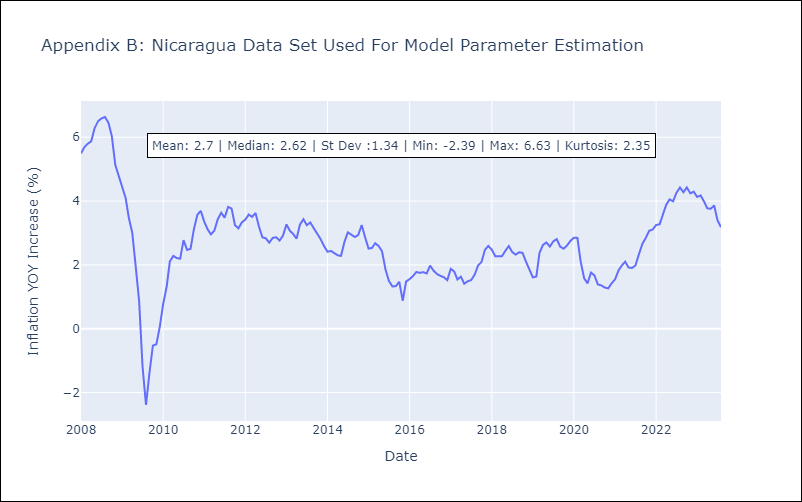 Appendix B: Nicaragua Data Set Used For Model Parameter Estimation
Mean: 2.7 | Median: 2.62 | St Dev :1.34 | Min: -2.39 | Max: 6.63 | Kurtosis: 2.35
Inflation YOY Increase (%)
6
4
2
0
−2
2008 2010 2012 2014 2016 2018 2020 2022
Date